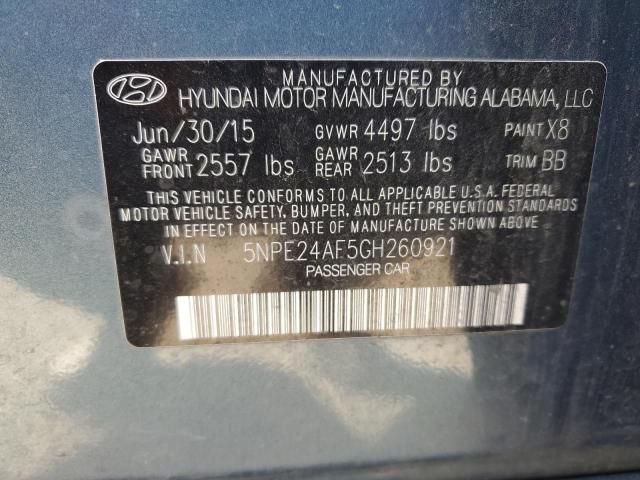 MANUFACTURED BY
HYUNDAI MOTOR MANUFACTURING ALABAMA, LLC
Jun/30/15 GVWR 4497 lbs PAINT X8
GAWR FRONT 2557 lbs GAWR REAR 2513 lbs TRIM BB
THIS VEHICLE CONFORMS TO ALL APPLICABLE U.S.A. FEDERAL
MOTOR VEHICLE SAFETY, BUMPER, AND THEFT PREVENTION STANDARDS
IN EFFECT ON THE DATE OF MANUFACTURE SHOWN ABOVE.
V.I.N 5NPE24AF5GH260921
PASSENGER CAR